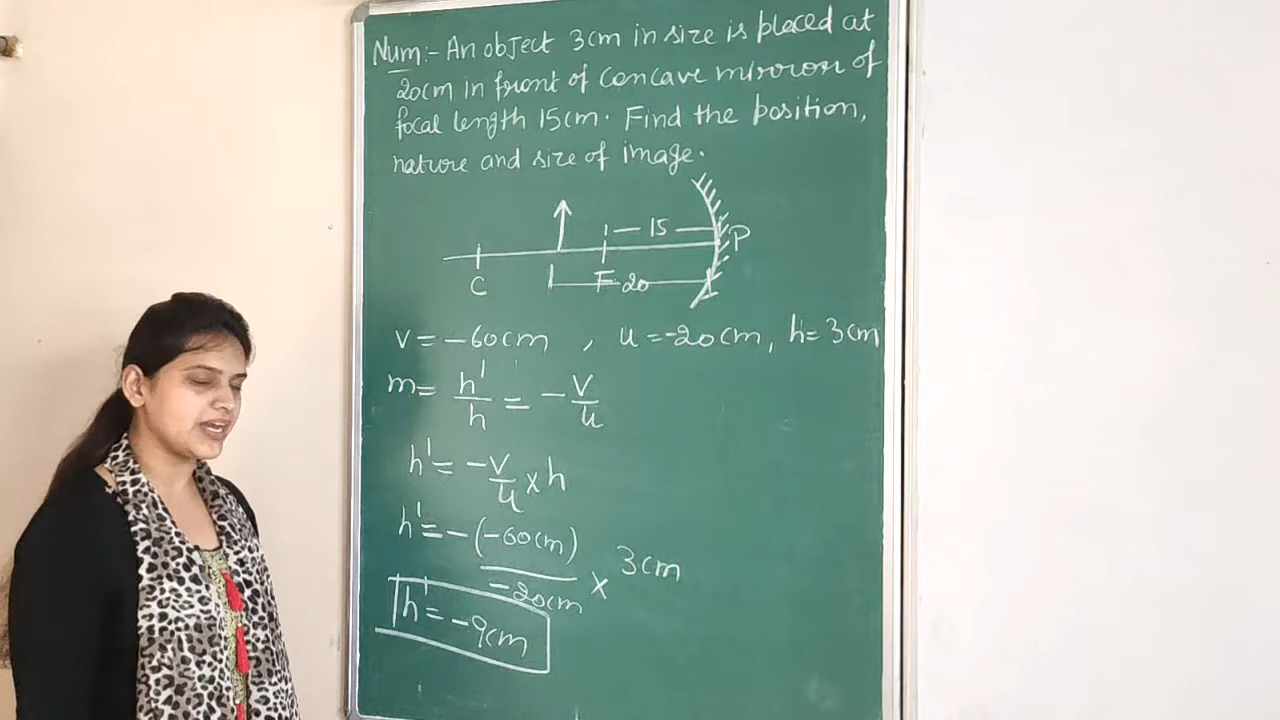 Num:- An object 3cm in size is placed at
20cm in front of concave mirror of
focal length 15cm. Find the position,
nature and size of image.
15
P
C
F
20
v = -60cm , u = -20cm, h = 3cm
m = h'/h = -v/u
h' = -v/u × h
h' = -(-60cm)/-20cm × 3cm
h' = -9cm